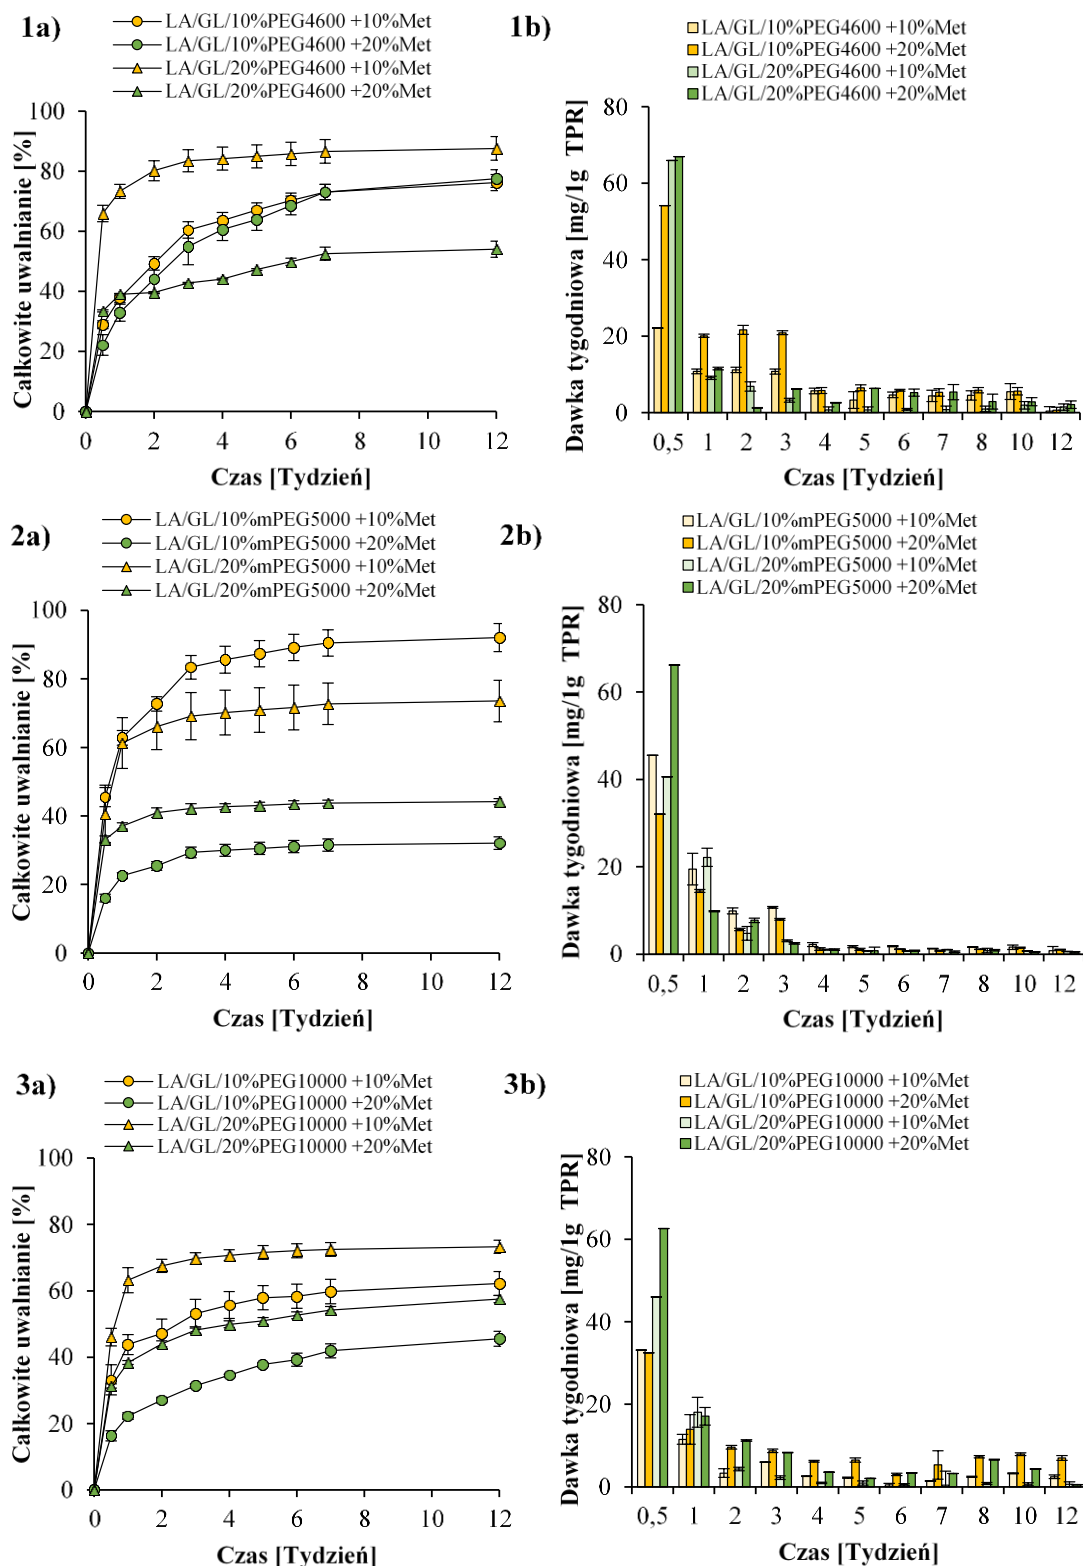 1a)
LA/GL/10%PEG4600 +10%Met
LA/GL/10%PEG4600 +20%Met
LA/GL/20%PEG4600 +10%Met
LA/GL/20%PEG4600 +20%Met
Całkowite uwalnianie [%]
100
80
60
40
20
0
0 2 4 6 8 10 12
Czas [Tydzień]
1b)
LA/GL/10%PEG4600 +10%Met
LA/GL/10%PEG4600 +20%Met
LA/GL/20%PEG4600 +10%Met
LA/GL/20%PEG4600 +20%Met
Dawka tygodniowa [mg/1g TPR]
80
60
40
20
0
0,5 1 2 3 4 5 6 7 8 10 12
Czas [Tydzień]
2a)
LA/GL/10%mPEG5000 +10%Met
LA/GL/10%mPEG5000 +20%Met
LA/GL/20%mPEG5000 +10%Met
LA/GL/20%mPEG5000 +20%Met
Całkowite uwalnianie [%]
100
80
60
40
20
0
0 2 4 6 8 10 12
Czas [Tydzień]
2b)
LA/GL/10%mPEG5000 +10%Met
LA/GL/10%mPEG5000 +20%Met
LA/GL/20%mPEG5000 +10%Met
LA/GL/20%mPEG5000 +20%Met
Dawka tygodniowa [mg/1g TPR]
80
60
40
20
0
0,5 1 2 3 4 5 6 7 8 10 12
Czas [Tydzień]
3a)
LA/GL/10%PEG10000 +10%Met
LA/GL/10%PEG10000 +20%Met
LA/GL/20%PEG10000 +10%Met
LA/GL/20%PEG10000 +20%Met
Całkowite uwalnianie [%]
100
80
60
40
20
0
0 2 4 6 8 10 12
Czas [Tydzień]
3b)
LA/GL/10%PEG10000 +10%Met
LA/GL/10%PEG10000 +20%Met
LA/GL/20%PEG10000 +10%Met
LA/GL/20%PEG10000 +20%Met
Dawka tygodniowa [mg/1g TPR]
80
60
40
20
0
0,5 1 2 3 4 5 6 7 8 10 12
Czas [Tydzień]